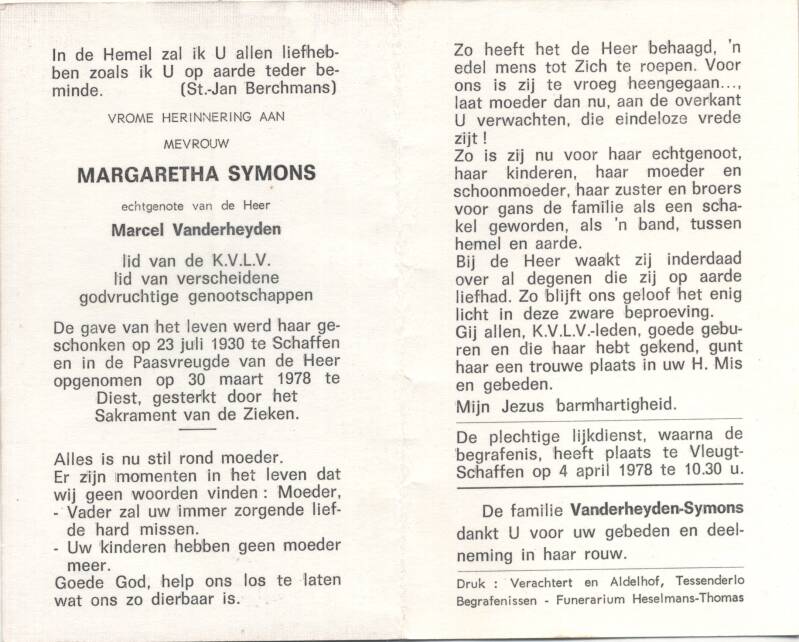 In de Hemel zal ik U allen liefheb-
ben zoals ik U op aarde teder be-
minde. (St.-Jan Berchmans)
VROME HERINNERING AAN
MEVROUW
MARGARETHA SYMONS
echtgenote van de Heer
Marcel Vanderheyden
lid van de K.V.L.V.
lid van verscheidene
godvruchtige genootschappen
De gave van het leven werd haar ge-
schonken op 23 juli 1930 te Schaffen
en in de Paasvreugde van de Heer
opgenomen op 30 maart 1978 te
Diest, gesterkt door het
Sakrament van de Zieken.
Alles is nu stil rond moeder.
Er zijn momenten in het leven dat
wij geen woorden vinden : Moeder,
- Vader zal uw immer zorgende lief-
de hard missen.
- Uw kinderen hebben geen moeder
meer.
Goede God, help ons los te laten
wat ons zo dierbaar is.
Zo heeft het de Heer behaagd, 'n
edel mens tot Zich te roepen. Voor
ons is zij te vroeg heengegaan...,
laat moeder dan nu, aan de overkant
U verwachten, die eindeloze vrede
zijt !
Zo is zij nu voor haar echtgenoot,
haar kinderen, haar moeder en
schoonmoeder, haar zuster en broers
voor gans de familie als een scha-
kel geworden, als 'n band, tussen
hemel en aarde.
Bij de Heer waakt zij inderdaad
over al degenen die zij op aarde
liefhad. Zo blijft ons geloof het enig
licht in deze zware beproeving.
Gij allen, K.V.L.V.-leden, goede gebu-
ren en die haar hebt gekend, gunt
haar een trouwe plaats in uw H. Mis
en gebeden.
Mijn Jezus barmhartigheid.
De plechtige lijkdienst, waarna de
begrafenis, heeft plaats te Vleugt-
Schaffen op 4 april 1978 te 10.30 u.
De familie Vanderheyden-Symons
dankt U voor uw gebeden en deel-
neming in haar rouw.
Druk : Verachtert en Aldelhof, Tessenderlo
Begrafenissen - Funerarium Heselmans-Thomas